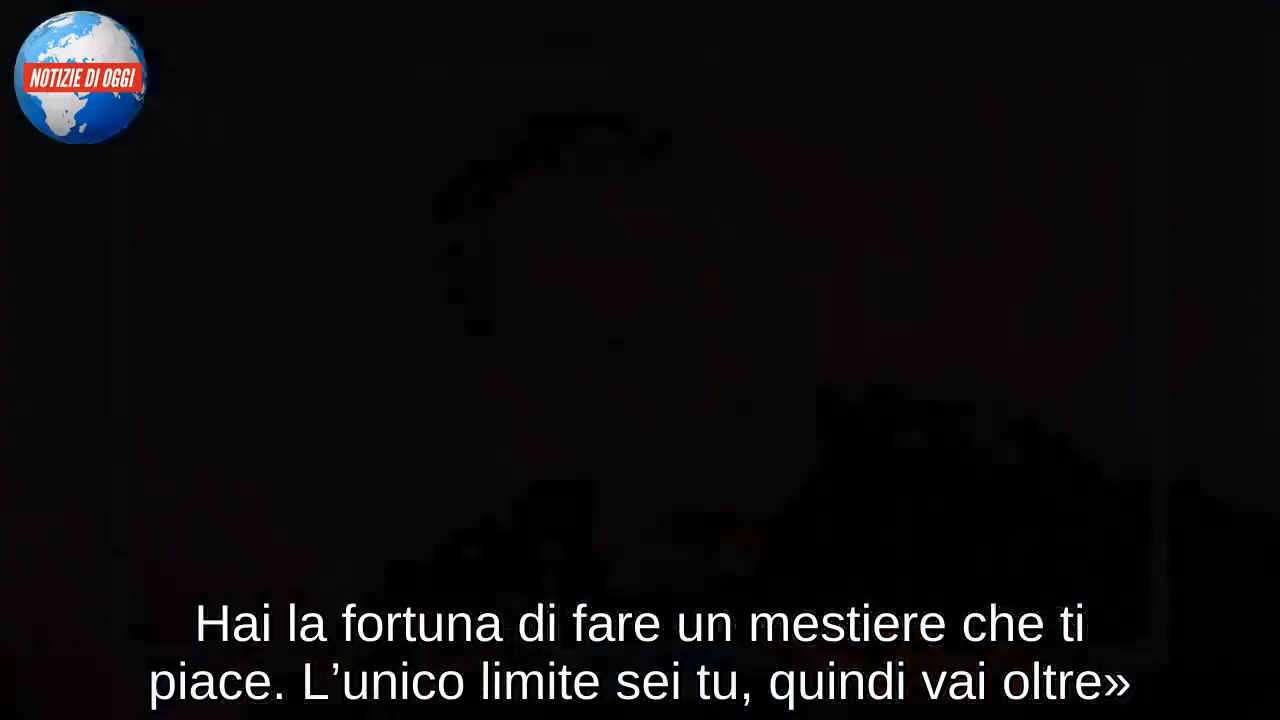 NOTIZIE DI OGGI
Hai la fortuna di fare un mestiere che ti
piace. L’unico limite sei tu, quindi vai oltre»